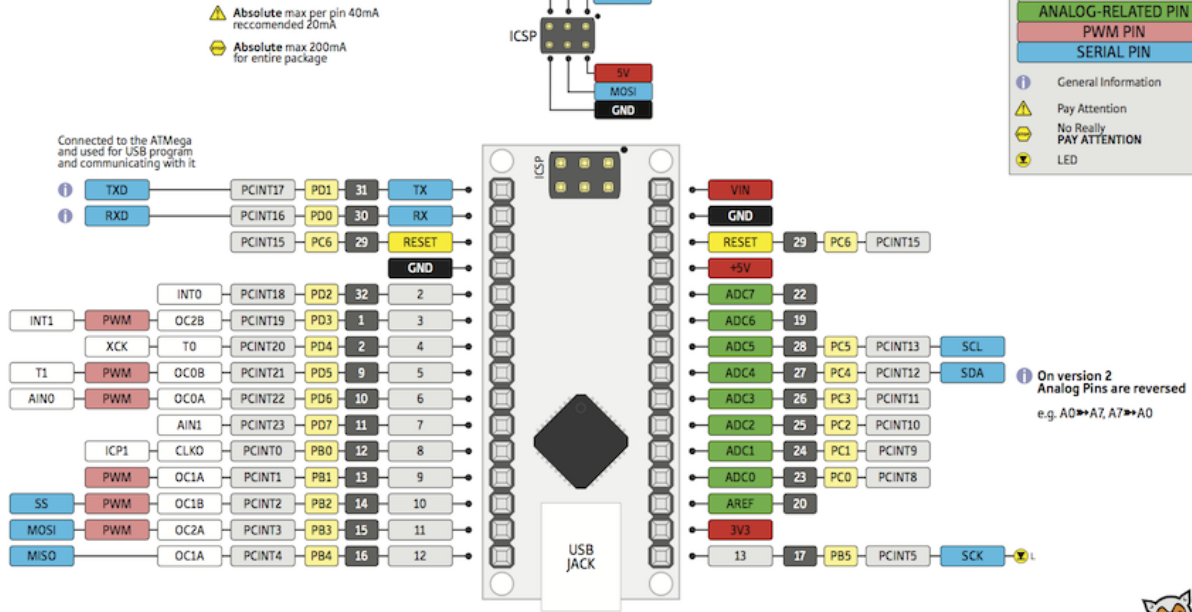 Absolute max per pin 40mA
reccomended 20mA
Absolute max 200mA
for entire package
ICSP
5V
MOSI
GND
ANALOG-RELATED PIN
PWM PIN
SERIAL PIN
General Information
Pay Attention
No Really
PAY ATTENTION
LED
Connected to the ATMega
and used for USB program
and communicating with it
ICSP
TXD PCINT17 PD1 31 TX
VIN
RXD PCINT16 PD0 30 RX
GND
PCINT15 PC6 29 RESET
RESET 29 PC6 PCINT15
GND
+5V
INT0 PCINT18 PD2 32 2
ADC7 22
INT1 PWM OC2B PCINT19 PD3 1 3
ADC6 19
XCK T0 PCINT20 PD4 2 4
ADC5 28 PC5 PCINT13 SCL
T1 PWM OC0B PCINT21 PD5 9 5
ADC4 27 PC4 PCINT12 SDA
On version 2
Analog Pins are reversed
e.g. A0➳A7, A7➳A0
AIN0 PWM OC0A PCINT22 PD6 10 6
ADC3 26 PC3 PCINT11
AIN1 PCINT23 PD7 11 7
ADC2 25 PC2 PCINT10
ICP1 CLKO PCINT0 PB0 12 8
ADC1 24 PC1 PCINT9
PWM OC1A PCINT1 PB1 13 9
ADC0 23 PC0 PCINT8
SS PWM OC1B PCINT2 PB2 14 10
AREF 20
MOSI PWM OC2A PCINT3 PB3 15 11
3V3
MISO OC1A PCINT4 PB4 16 12
13 17 PB5 PCINT5 SCK L
USB
JACK